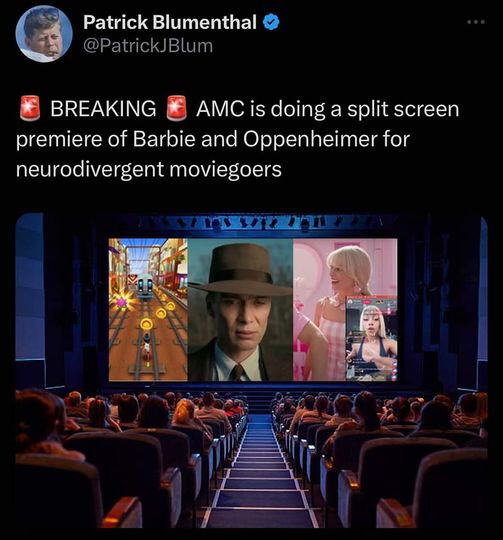 Patrick Blumenthal
@PatrickJBlum
🚨 BREAKING 🚨 AMC is doing a split screen
premiere of Barbie and Oppenheimer for
neurodivergent moviegoers